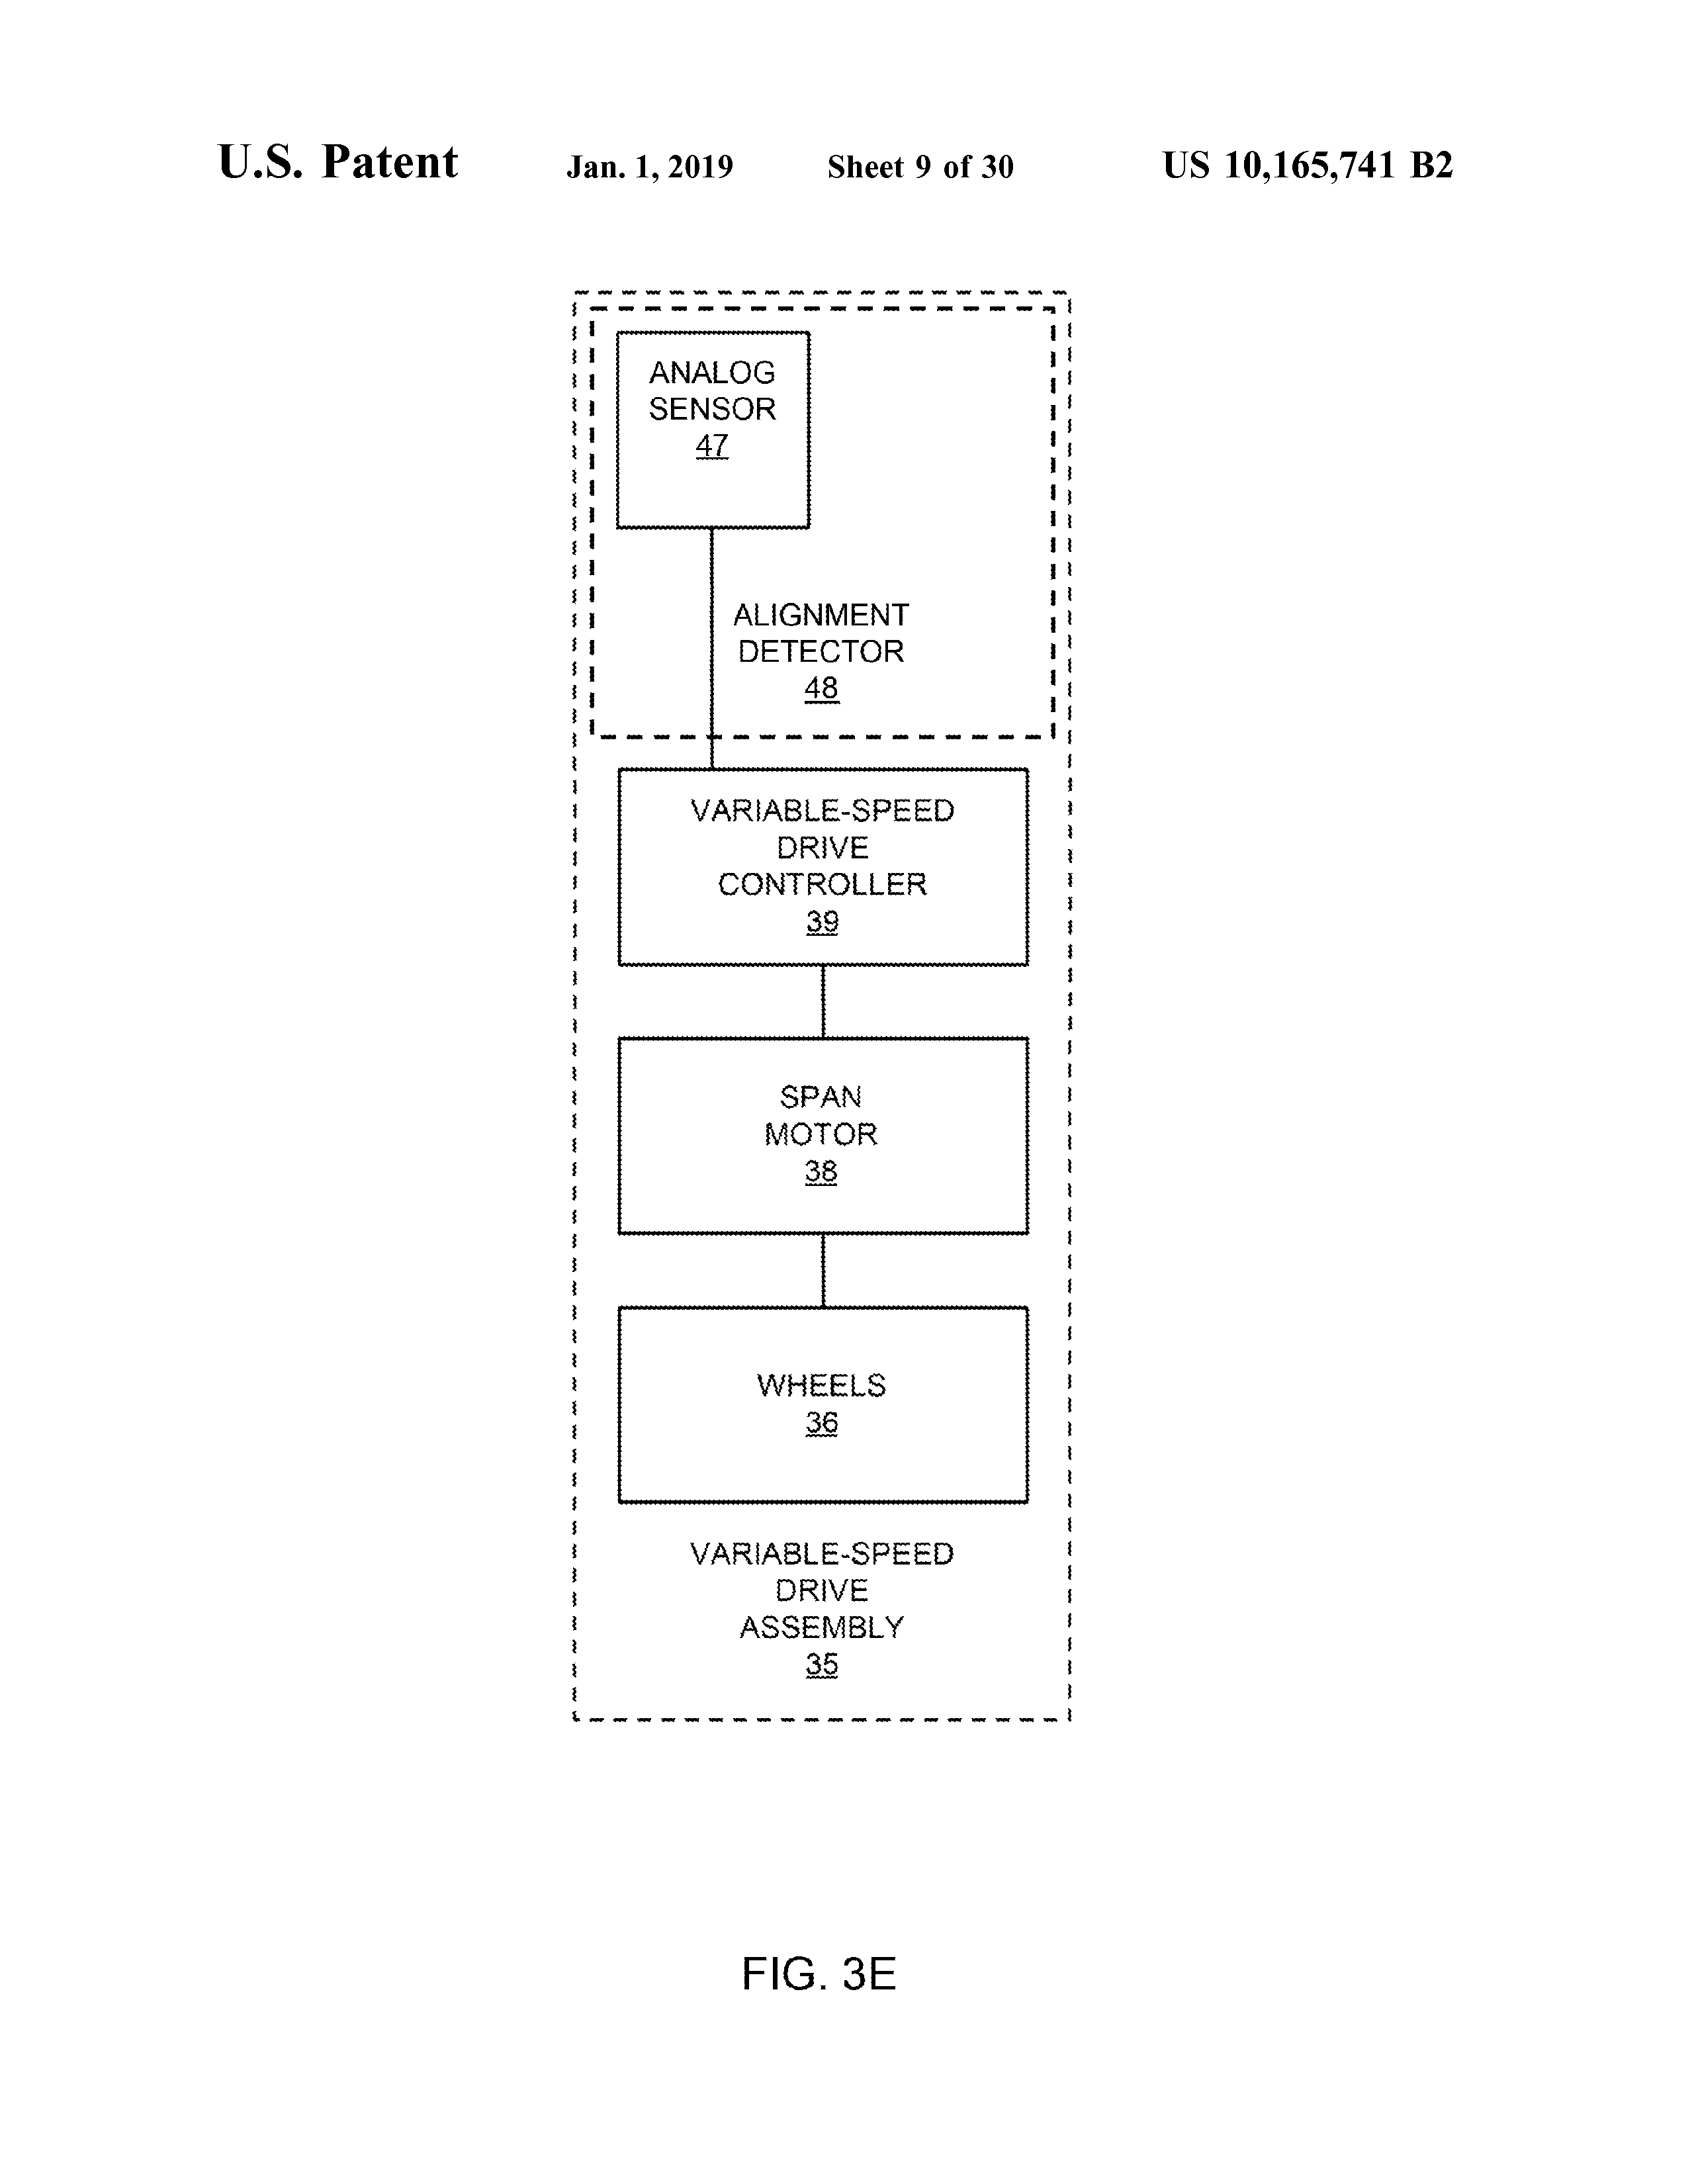 U.S. Patent Jan. 1, 2019 Sheet 9 of 30 US 10,165,741 B2
ANALOG
SENSOR
47
ALIGNMENT
DETECTOR
48
VARIABLE-SPEED
DRIVE
CONTROLLER
39
SPAN
MOTOR
38
WHEELS
36
VARIABLE-SPEED
DRIVE
ASSEMBLY
35
FIG. 3E